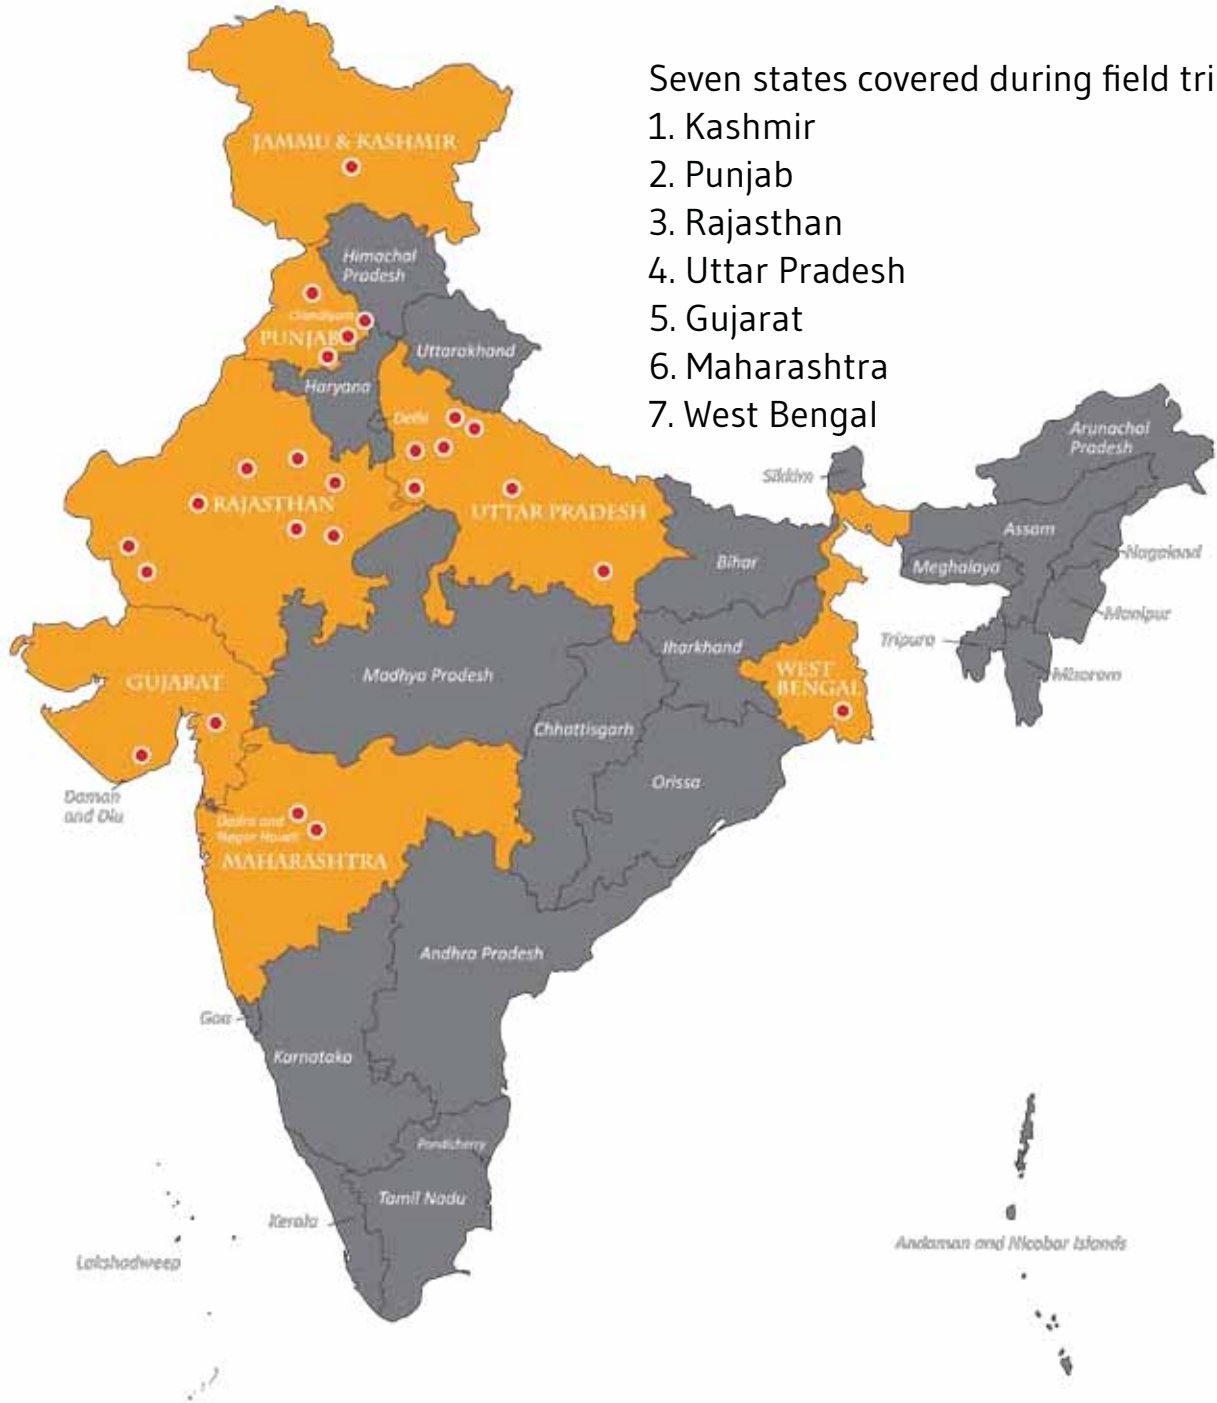 Seven states covered during field tri
1. Kashmir
2. Punjab
3. Rajasthan
4. Uttar Pradesh
5. Gujarat
6. Maharashtra
7. West Bengal
JAMMU & KASHMIR
Himachal
Pradesh
Chandigarh
PUNJAB
Uttarakhand
Haryana
Delhi
Arunachal
Pradesh
Sikkim
RAJASTHAN
UTTAR PRADESH
Assam
Nagaland
Bihar
Meghalaya
Manipur
Tripura
Jharkhand
Mizoram
GUJARAT
Madhya Pradesh
WEST
BENGAL
Chhattisgarh
Orissa
Daman
and Diu
Dadra and
Nagar Haveli
MAHARASHTRA
Andhra Pradesh
Goa
Karnataka
Pondicherry
Tamil Nadu
Kerala
Lakshadweep
Andaman and Nicobar Islands